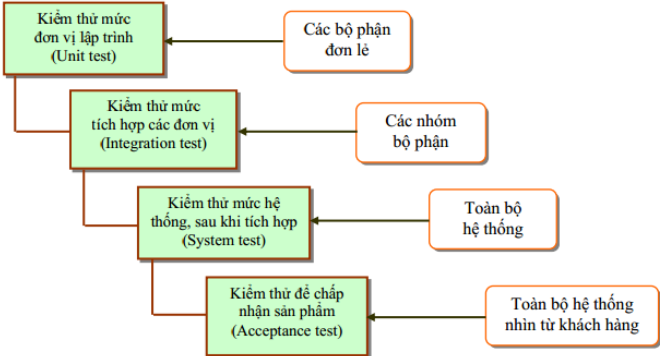 Kiểm thử mức
đơn vị lập trình
(Unit test)
Các bộ phận
đơn lẻ
Kiểm thử mức
tích hợp các đơn vị
(Integration test)
Các nhóm
bộ phận
Kiểm thử mức hệ
thống, sau khi tích hợp
(System test)
Toàn bộ
hệ thống
Kiểm thử để chấp
nhận sản phẩm
(Acceptance test)
Toàn bộ hệ thống
nhìn từ khách hàng